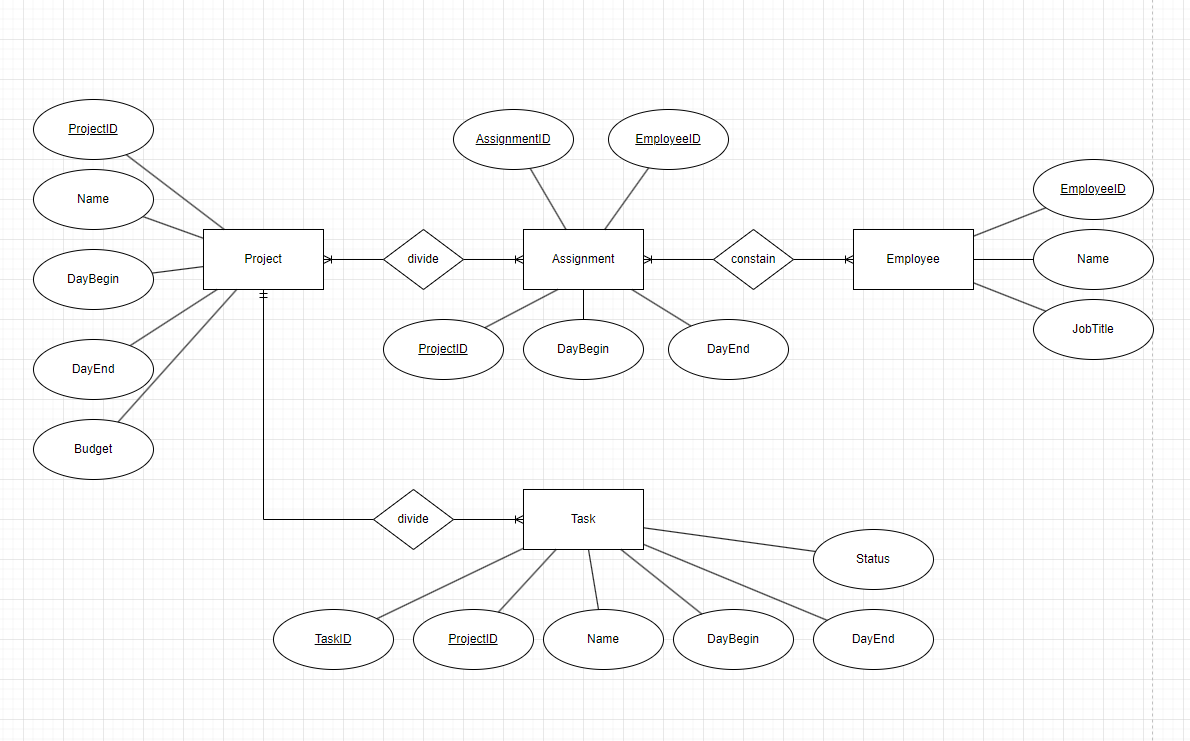 ProjectID
AssignmentID
EmployeeID
EmployeeID
Name
Project
divide
Assignment
constain
Employee
Name
DayBegin
JobTitle
ProjectID
DayBegin
DayEnd
DayEnd
Budget
divide
Task
Status
TaskID
ProjectID
Name
DayBegin
DayEnd